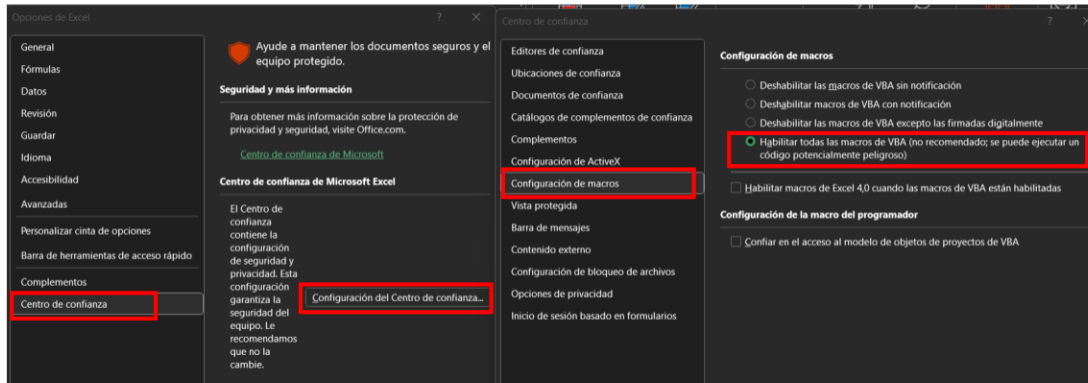 Opciones de Excel
General
Fórmulas
Datos
Revisión
Guardar
Idioma
Accesibilidad
Avanzadas
Personalizar cinta de opciones
Barra de herramientas de acceso rápido
Complementos
Centro de confianza
Ayude a mantener los documentos seguros y el
equipo protegido.
Seguridad y más información
Para obtener más información sobre la protección de
privacidad y seguridad, visite Office.com.
Centro de confianza de Microsoft
Centro de confianza de Microsoft Excel
El Centro de
confianza
contiene la
configuración
de seguridad y
privacidad. Esta
configuración
garantiza la
seguridad del
equipo. Le
recomendamos
que no la
cambie.
Configuración del Centro de confianza...
Centro de confianza
Editores de confianza
Ubicaciones de confianza
Documentos de confianza
Catálogos de complementos de confianza
Complementos
Configuración de ActiveX
Configuración de macros
Vista protegida
Barra de mensajes
Contenido externo
Configuración de bloqueo de archivos
Opciones de privacidad
Inicio de sesión basado en formularios
Configuración de macros
Deshabilitar las macros de VBA sin notificación
Deshabilitar macros de VBA con notificación
Deshabilitar las macros de VBA excepto las firmadas digitalmente
Habilitar todas las macros de VBA (no recomendado; se puede ejecutar un
código potencialmente peligroso)
Habilitar macros de Excel 4,0 cuando las macros de VBA están habilitadas
Configuración de la macro del programador
Confiar en el acceso al modelo de objetos de proyectos de VBA